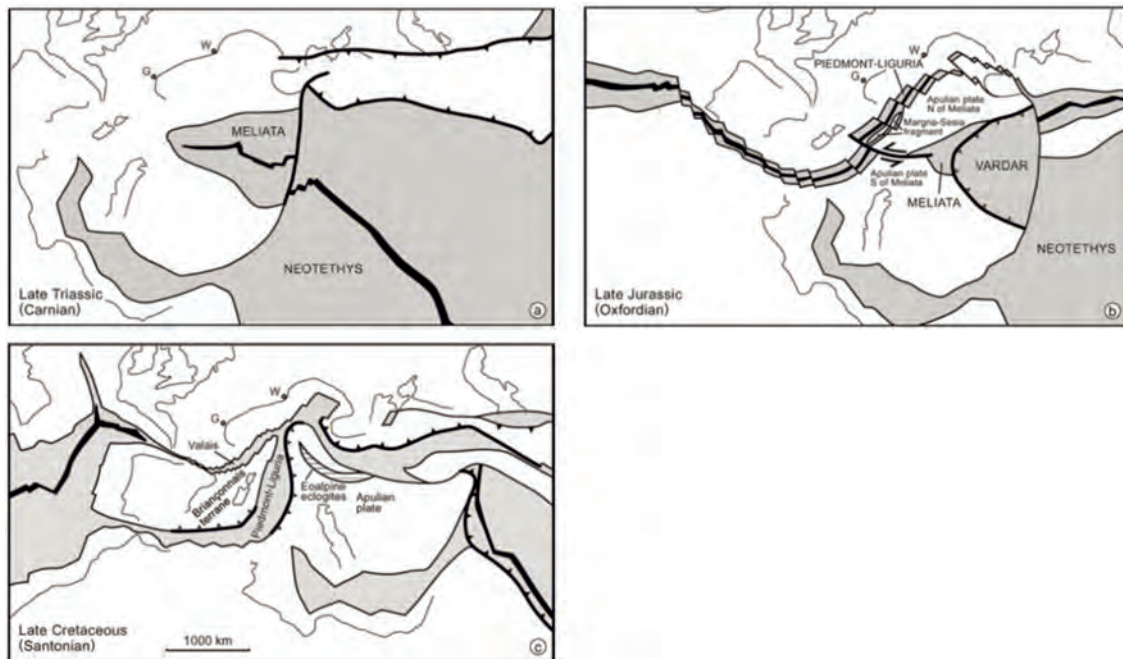 W
G
MELIATA
NEOTETHYS
Late Triassic
(Carnian)
a
W
PIEDMONT-LIGURIA
G
Apulian plate
N of Meliata
Margna-Sesia
fragment
VARDAR
Apulian plate
S of Meliata
MELIATA
NEOTETHYS
Late Jurassic
(Oxfordian)
b
W
G
Valais
Briançonnais
terrane
Piedmont-Liguria
Eoalpine
eclogites
Apulian
plate
Late Cretaceous
(Santonian)
1000 km
c